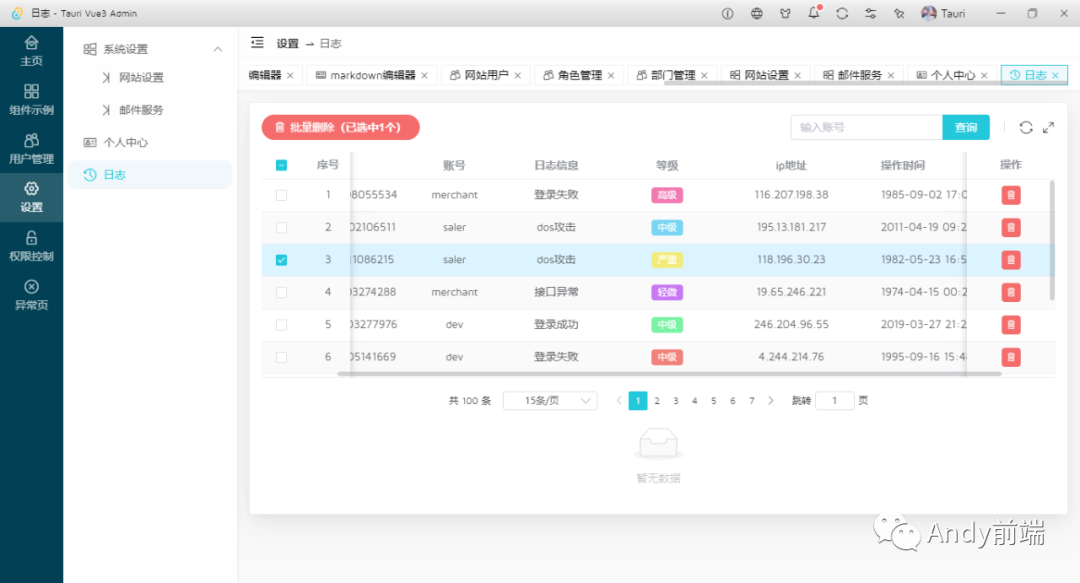 日志 - Tauri Vue3 Admin
Tauri
主页
组件示例
用户管理
设置
权限控制
异常页
系统设置
网站设置
邮件服务
个人中心
日志
设置 → 日志
编辑器 × markdown编辑器 × 网站用户 × 角色管理 × 部门管理 × 网站设置 × 邮件服务 × 个人中心 × 日志 ×
批量删除（已选中1个）
输入账号 查询
序号 账号 日志信息 等级 ip地址 操作时间 操作
1 8055534 merchant 登录失败 高级 116.207.198.38 1985-09-02 17:0
2 02106511 saler dos攻击 中级 195.13.181.217 2011-04-19 09:2
3 1086215 saler dos攻击 严重 118.196.30.23 1982-05-23 16:5
4 3274288 merchant 接口异常 轻微 19.65.246.221 1974-04-15 00:2
5 03277976 dev 登录成功 中级 246.204.96.55 2019-03-27 21:2
6 05141669 dev 登录失败 中级 4.244.214.76 1995-09-16 15:4
共 100 条 15条/页 1 2 3 4 5 6 7 跳转 1 页
暂无数据
Andy前端